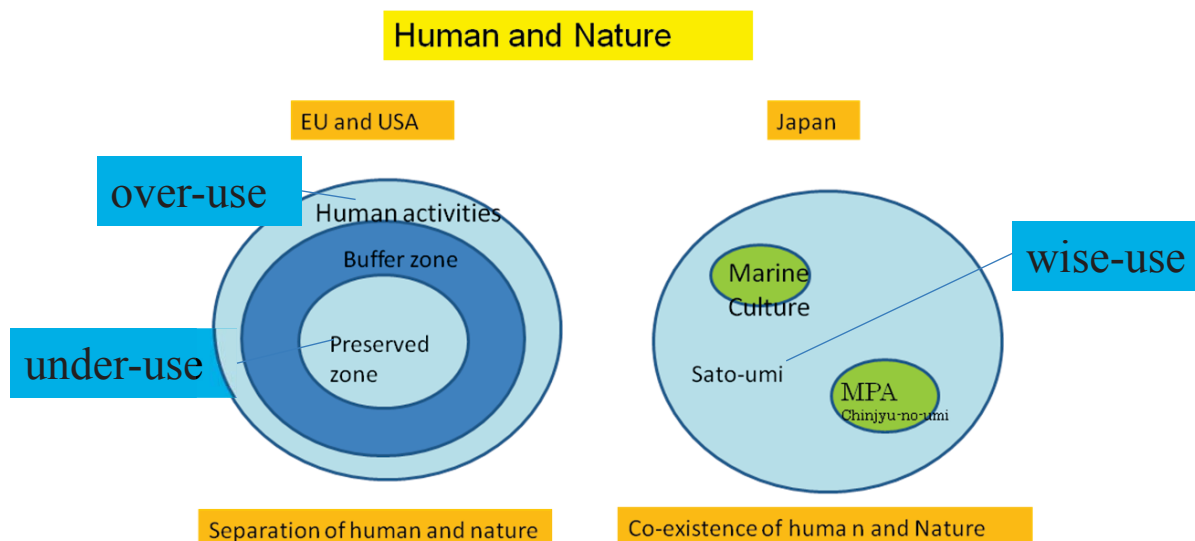 Human and Nature
EU and USA
Japan
over-use
Human activities
Buffer zone
Marine
Culture
wise-use
under-use
Preserved
zone
Sato-umi
MPA
Chinjyu-no-umi
Separation of human and nature
Co-existence of huma n and Nature